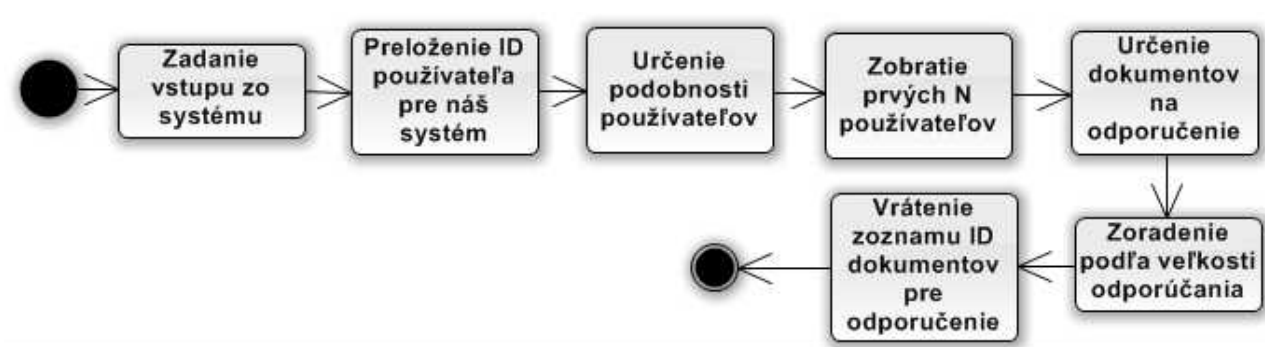 Zadanie
vstupu zo
systému
Preloženie ID
používateľa
pre náš
systém
Určenie
podobnosti
používateľov
Zobratie
prvých N
používateľov
Určenie
dokumentov
na
odporučenie
Zoradenie
podľa veľkosti
odporúčania
Vrátenie
zoznamu ID
dokumentov
pre
odporučenie